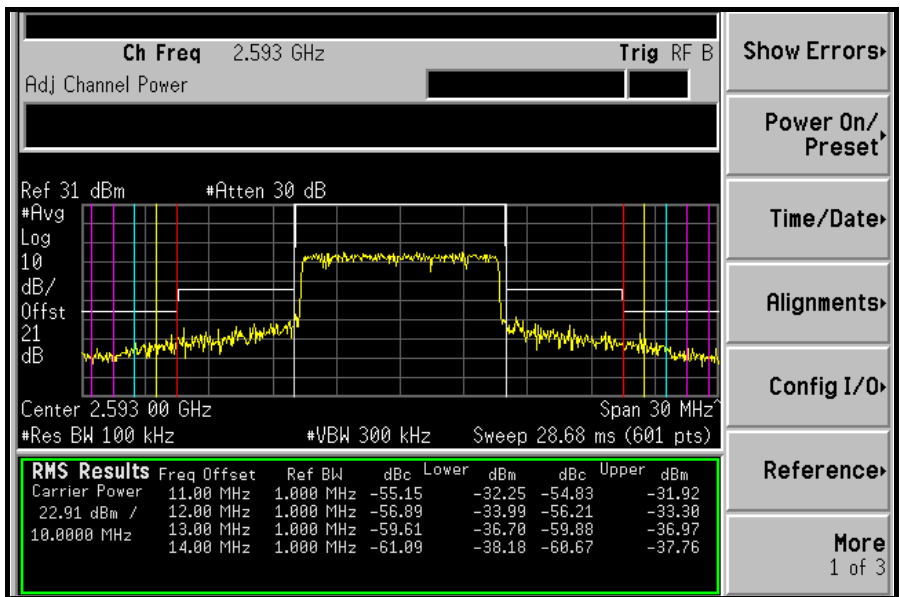 Ch Freq 2.593 GHz Trig RF B
Adj Channel Power
Ref 31 dBm #Atten 30 dB
#Avg
Log
10
dB/
Offst
21
dB
Center 2.593 00 GHz Span 30 MHz^
#Res BW 100 kHz #VBW 300 kHz Sweep 28.68 ms (601 pts)
RMS Results Freq Offset Ref BW dBc Lower dBm dBc Upper dBm
Carrier Power 11.00 MHz 1.000 MHz -55.15 -32.25 -54.83 -31.92
22.91 dBm / 12.00 MHz 1.000 MHz -56.89 -33.99 -56.21 -33.30
10.0000 MHz 13.00 MHz 1.000 MHz -59.61 -36.70 -59.88 -36.97
14.00 MHz 1.000 MHz -61.09 -38.18 -60.67 -37.76
Show Errors
Power On/
Preset
Time/Date
Alignments
Config I/O
Reference
More
1 of 3